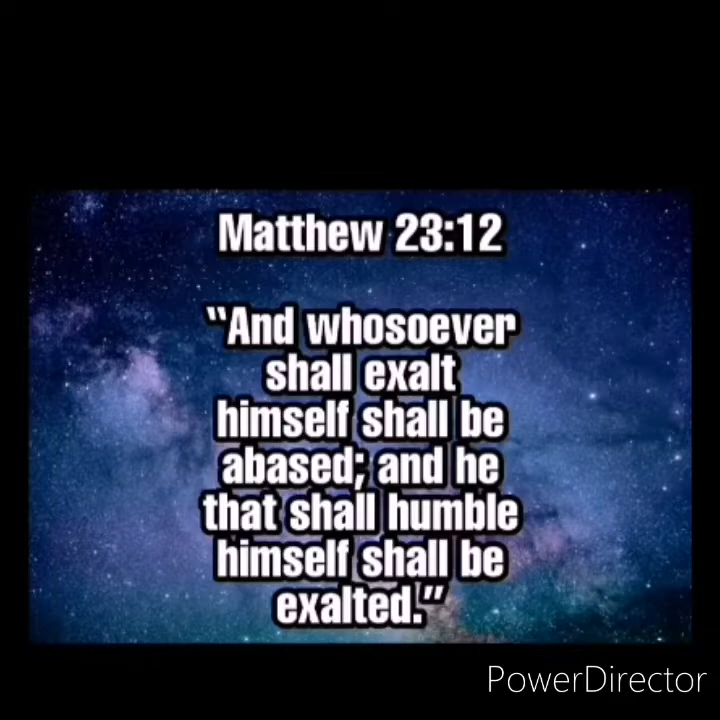 Matthew 23:12
“And whosoever
shall exalt
himself shall be
abased; and he
that shall humble
himself shall be
exalted.”
PowerDirector